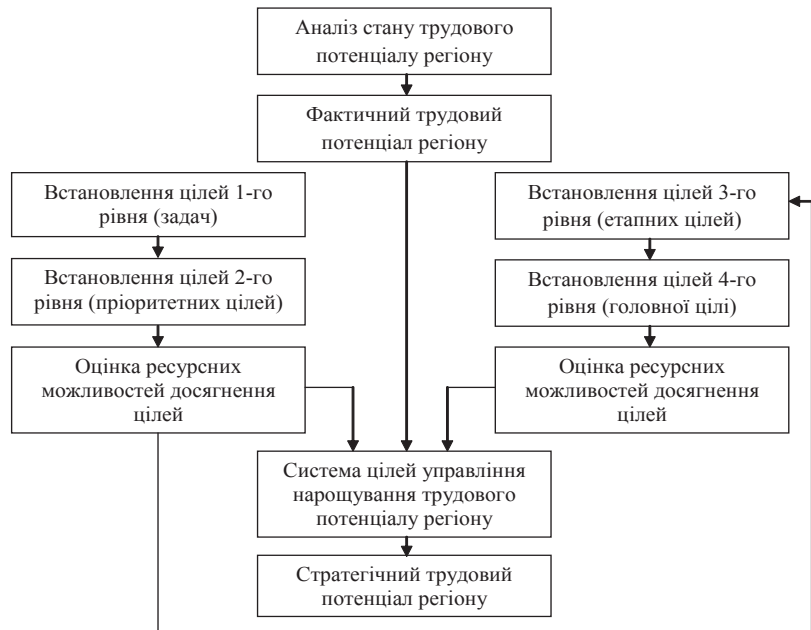 Аналіз стану трудового
потенціалу регіону
Фактичний трудовий
потенціал регіону
Встановлення цілей 1-го
рівня (задач)
Встановлення цілей 2-го
рівня (пріоритетних цілей)
Оцінка ресурсних
можливостей досягнення
цілей
Встановлення цілей 3-го
рівня (етапних цілей)
Встановлення цілей 4-го
рівня (головної цілі)
Оцінка ресурсних
можливостей досягнення
цілей
Система цілей управління
нарощування трудового
потенціалу регіону
Стратегічний трудовий
потенціал регіону